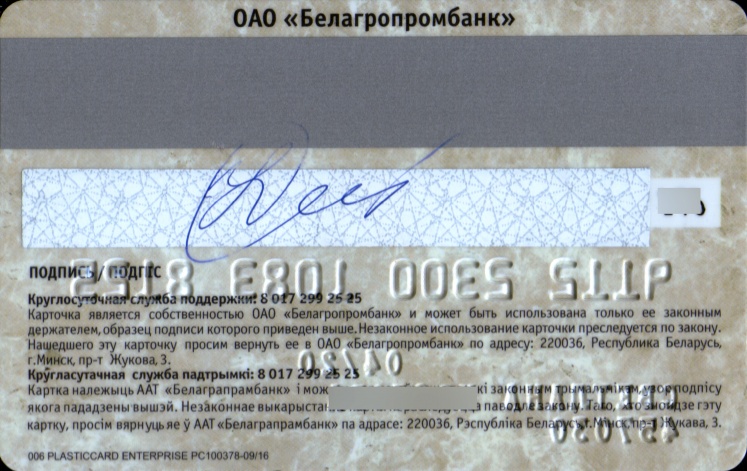 ОАО «Белагропромбанк»
ПОДПИСЬ / ПОДПІС
Круглосуточная служба поддержки: 8 017 299 25 25
Карточка является собственностью ОАО «Белагропромбанк» и может быть использована только ее законным
держателем, образец подписи которого приведен выше. Незаконное использование карточки преследуется по закону.
Нашедшего эту карточку просим вернуть ее в ОАО «Белагропромбанк» по адресу: 220036, Республика Беларусь,
г.Минск, пр-т Жукова, 3.
04/20
Кругласутачная служба падтрымкі: 8 017 299 25 25
Картка належыць ААТ «Белаграпрамбанк» і законным трымальнікам, узор подпісу
якога пададзены вышэй. Незаконнае паводле закону. Таго, хто знойдзе гэту
картку, просім вярнуць яе ў ААТ «Белаграпрамбанк» па адрасе: 220036, Рэспубліка Беларусь, г.Мінск, пр-т Жукава, 3.
006 PLASTICCARD ENTERPRISE PC100378-09/16